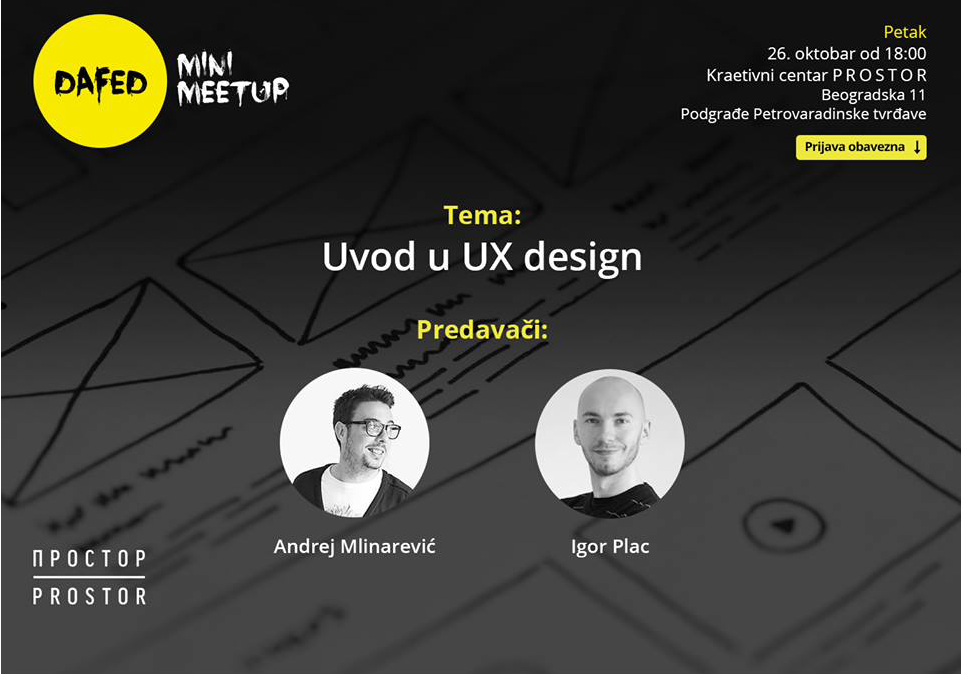 DAFED
MINI
MEETUP
Petak
26. oktobar od 18:00
Kraetivni centar P R O S T O R
Beogradska 11
Podgrađe Petrovaradinske tvrđave
Prijava obavezna ↓
Tema:
Uvod u UX design
Predavači:
Andrej Mlinarević
Igor Plac
ПРОСТОР
PROSTOR